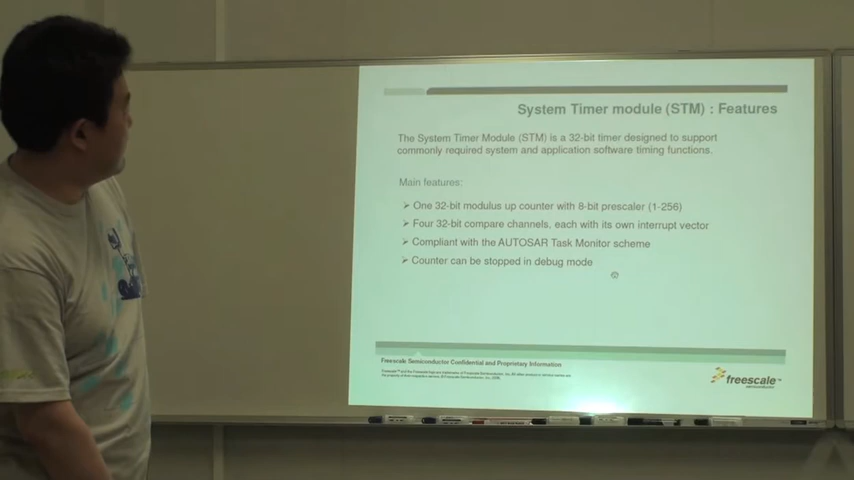 System Timer module (STM) : Features
The System Timer Module (STM) is a 32-bit timer designed to support
commonly required system and application software timing functions.
Main features:
➢ One 32-bit modulus up counter with 8-bit prescaler (1-256)
➢ Four 32-bit compare channels, each with its own interrupt vector
➢ Compliant with the AUTOSAR Task Monitor scheme
➢ Counter can be stopped in debug mode
Freescale Semiconductor Confidential and Proprietary Information
freescale™
semiconductor